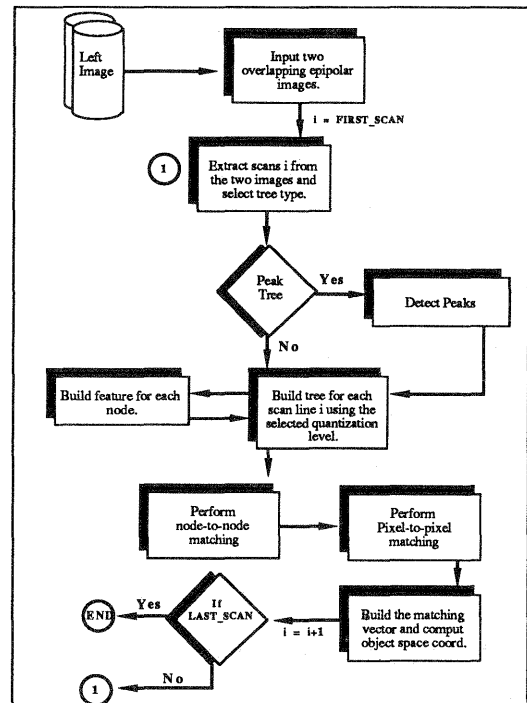 Left
Image
Input two
overlapping epipolar
images.
i = FIRST_SCAN
1
Extract scans i from
the two images and
select tree type.
Peak
Tree
Yes
Detect Peaks
No
Build feature for each
node.
Build tree for each
scan line i using the
selected quantization
level.
Perform
node-to-node
matching
Perform
Pixel-to-pixel
matching
Build the matching
vector and comput
object space coord.
i = i+1
If
LAST_SCAN
Yes
END
No
1